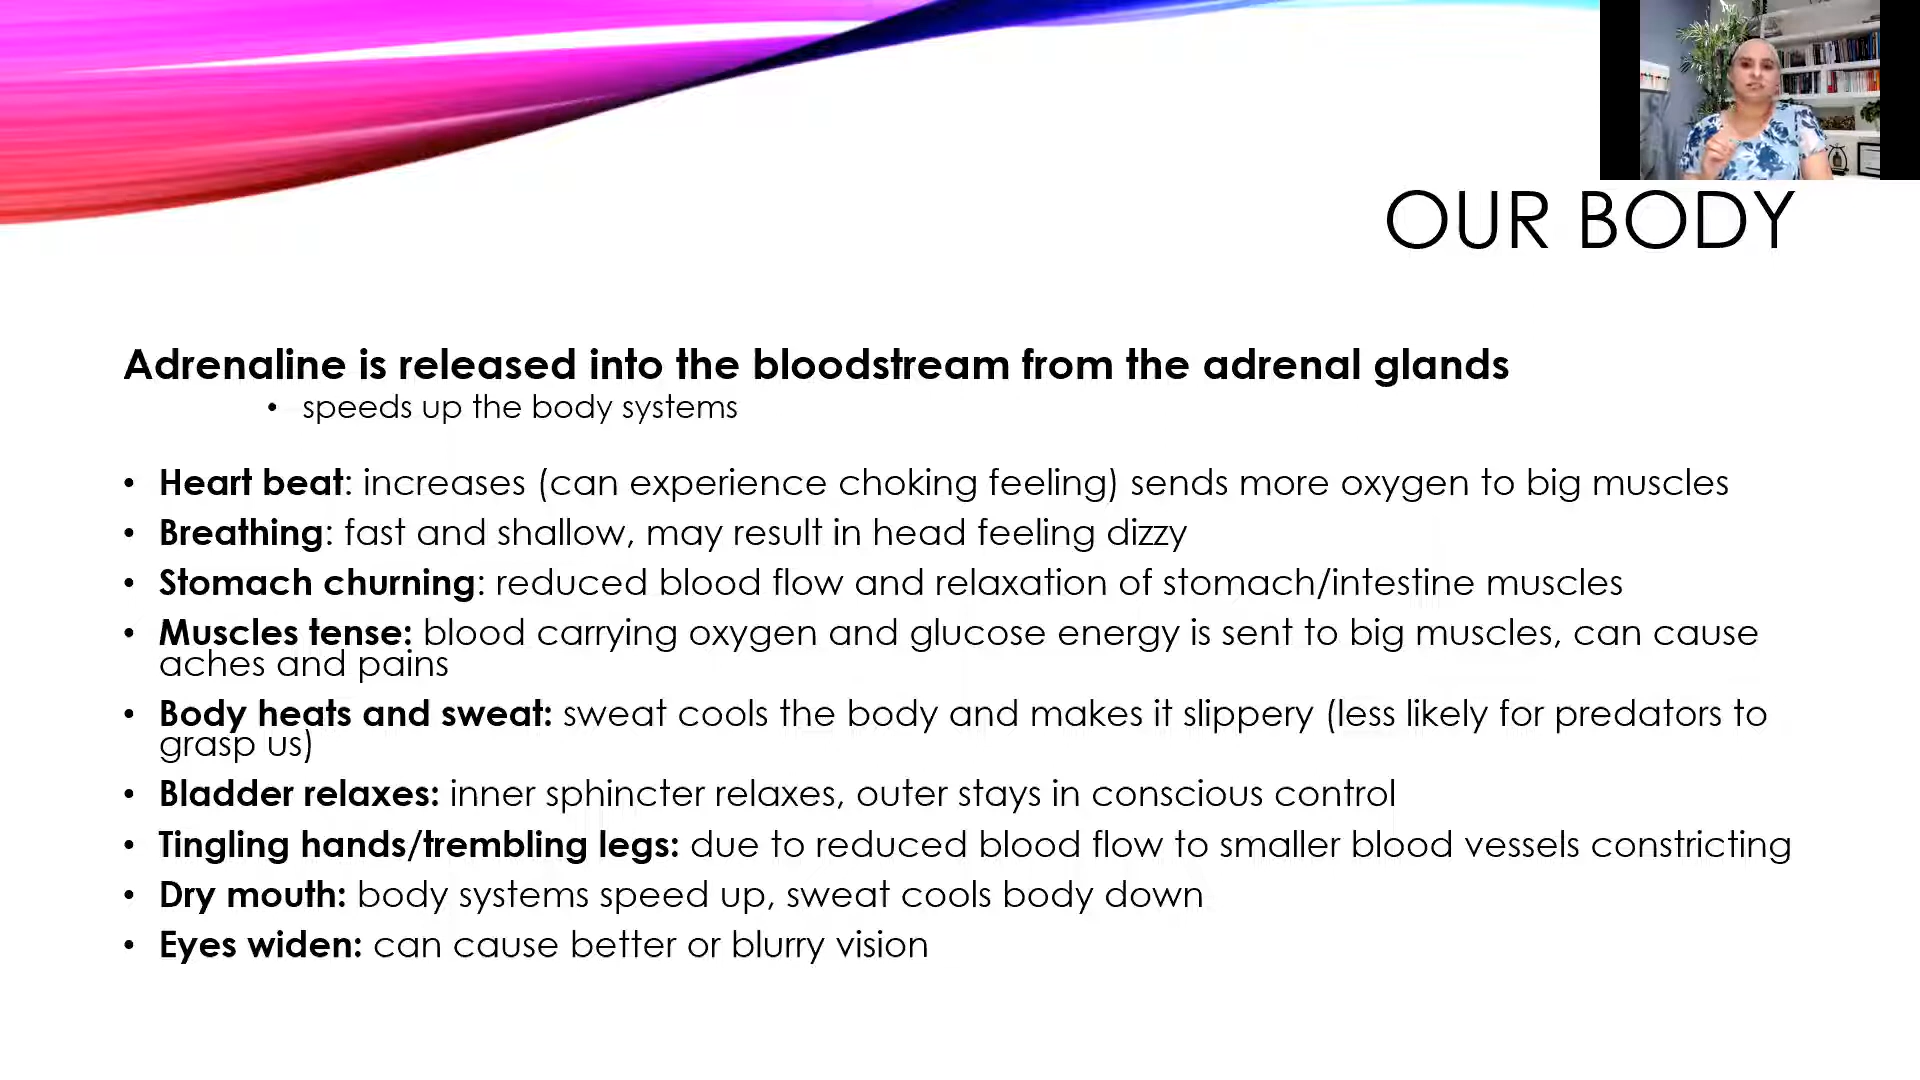 OUR BODY
Adrenaline is released into the bloodstream from the adrenal glands
• speeds up the body systems
• Heart beat: increases (can experience choking feeling) sends more oxygen to big muscles
• Breathing: fast and shallow, may result in head feeling dizzy
• Stomach churning: reduced blood flow and relaxation of stomach/intestine muscles
• Muscles tense: blood carrying oxygen and glucose energy is sent to big muscles, can cause
aches and pains
• Body heats and sweat: sweat cools the body and makes it slippery (less likely for predators to
grasp us)
• Bladder relaxes: inner sphincter relaxes, outer stays in conscious control
• Tingling hands/trembling legs: due to reduced blood flow to smaller blood vessels constricting
• Dry mouth: body systems speed up, sweat cools body down
• Eyes widen: can cause better or blurry vision